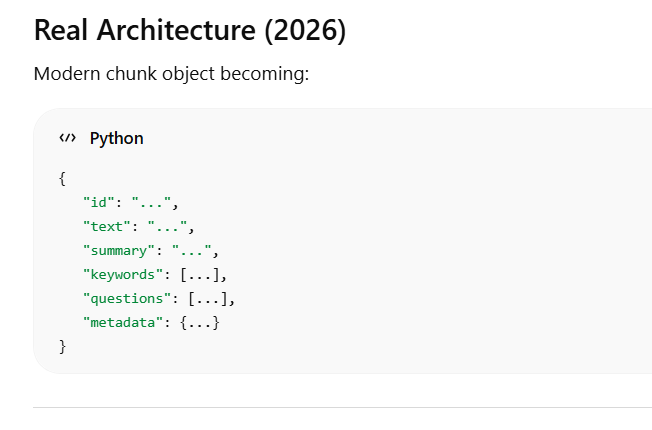 Real Architecture (2026)
Modern chunk object becoming:
</> Python
{
   "id": "...",
   "text": "...",
   "summary": "...",
   "keywords": [...],
   "questions": [...],
   "metadata": {...}
}